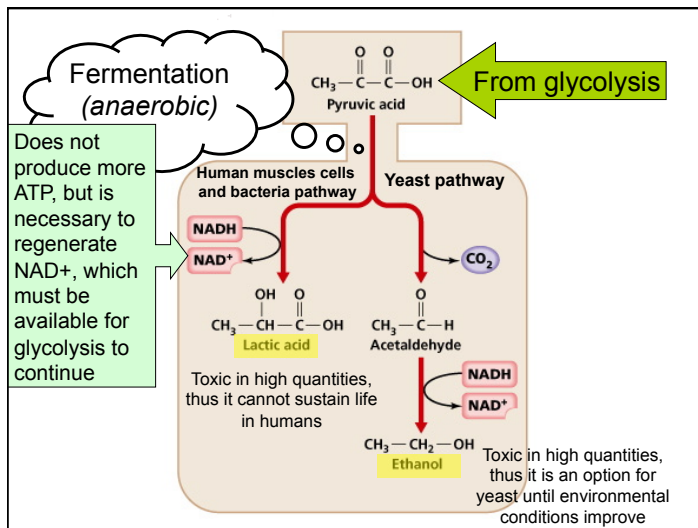 Fermentation
(anaerobic)
O O
CH₃—C—C—OH
Pyruvic acid
From glycolysis
Does not
produce more
ATP, but is
necessary to
regenerate
NAD+, which
must be
available for
glycolysis to
continue
Human muscles cells
and bacteria pathway
Yeast pathway
NADH
NAD⁺
CO₂
OH O
CH₃—CH—C—OH
Lactic acid
Toxic in high quantities,
thus it cannot sustain life
in humans
O
CH₃—C—H
Acetaldehyde
NADH
NAD⁺
CH₃—CH₂—OH
Ethanol
Toxic in high quantities,
thus it is an option for
yeast until environmental
conditions improve